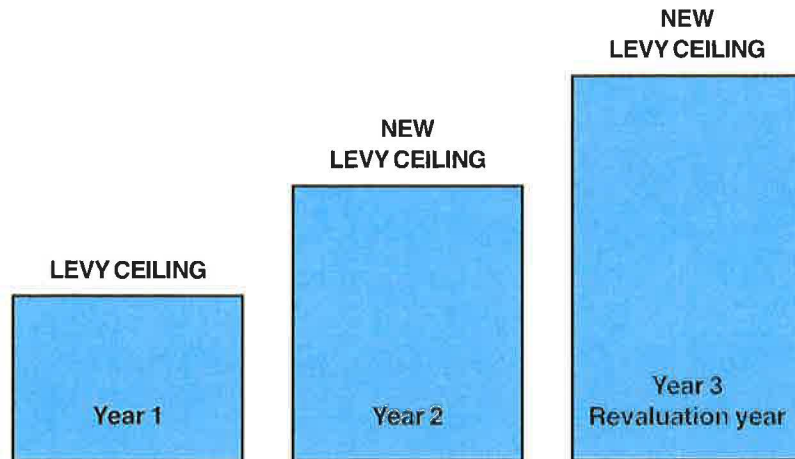 NEW
LEVY CEILING
NEW
LEVY CEILING
LEVY CEILING
Year 1
Year 2
Year 3
Revaluation year